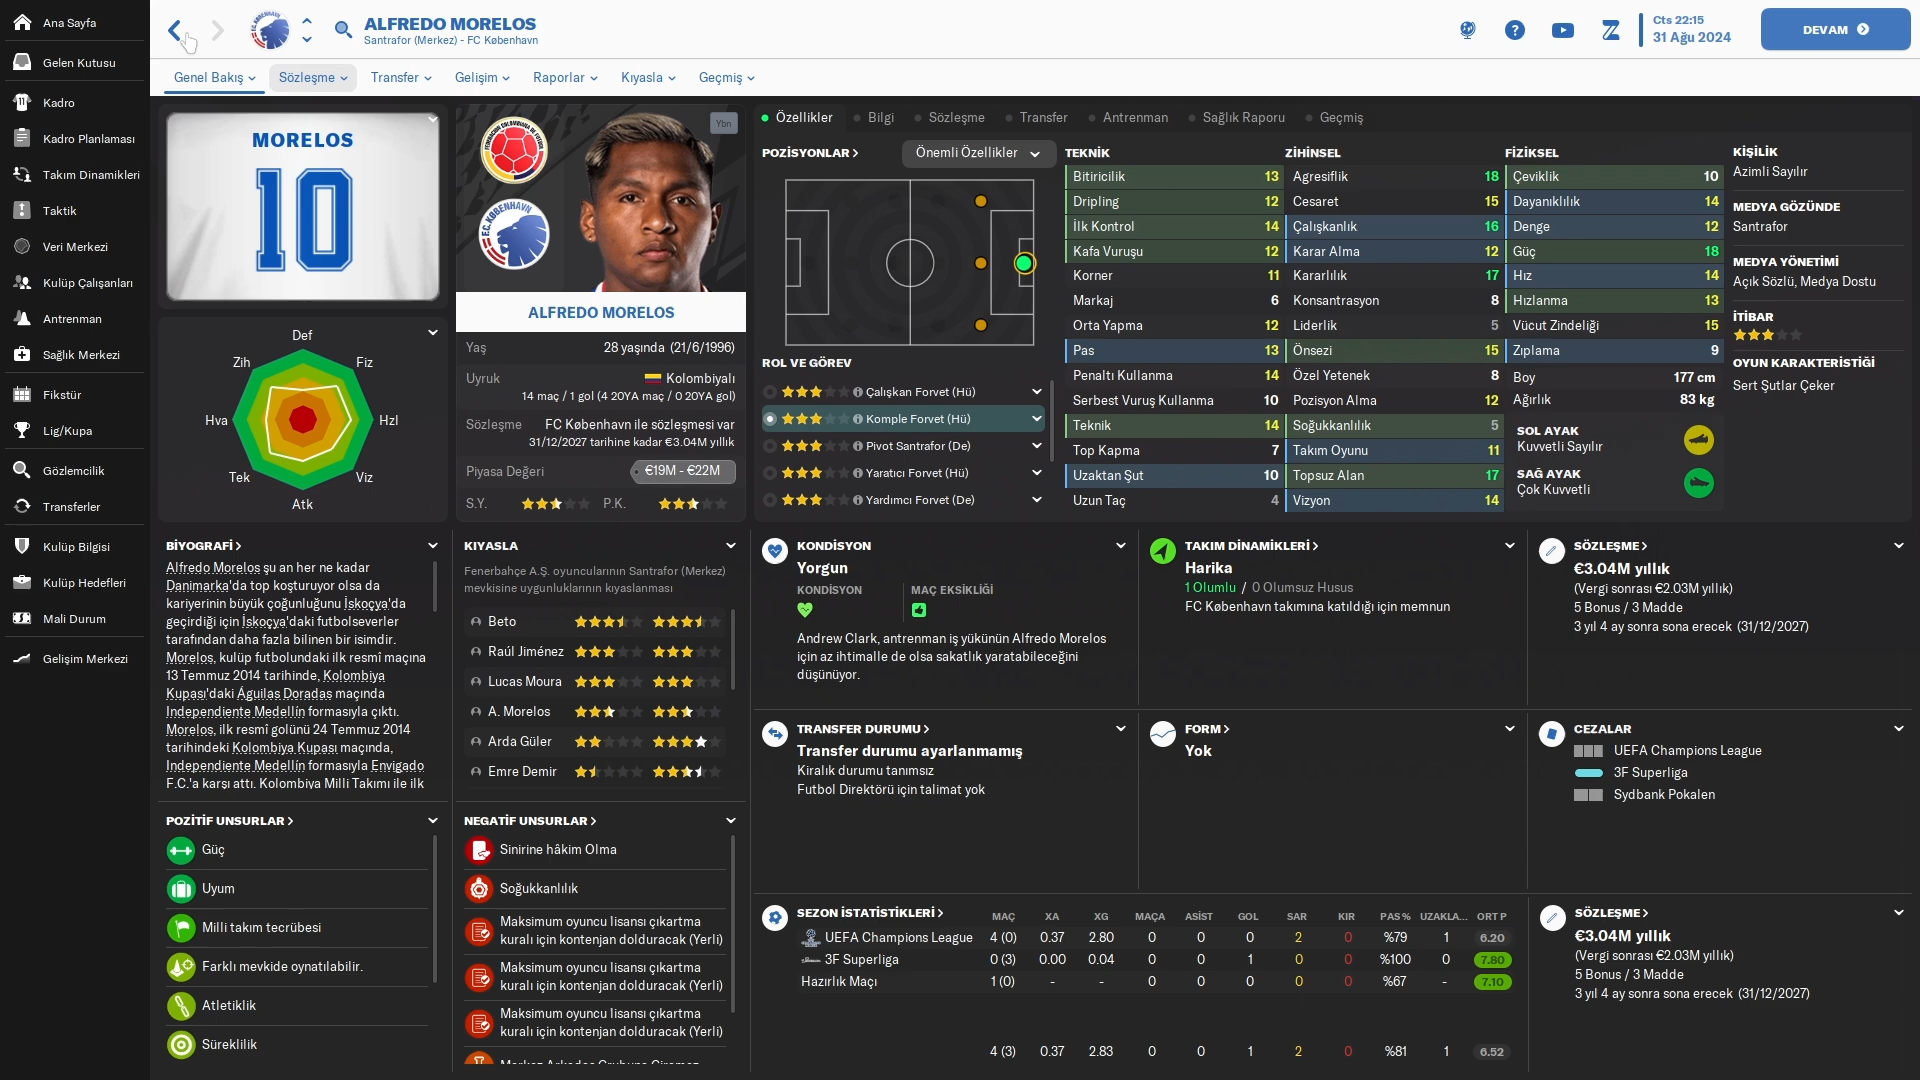 Ana Sayfa
Gelen Kutusu
Kadro
Kadro Planlaması
Takım Dinamikleri
Taktik
Veri Merkezi
Kulüp Çalışanları
Antrenman
Sağlık Merkezi
Fikstür
Lig/Kupa
Gözlemcilik
Transferler
Kulüp Bilgisi
Kulüp Hedefleri
Mali Durum
Gelişim Merkezi
ALFREDO MORELOS
Santrafor (Merkez) - FC København
Cts 22:15
31 Ağu 2024
DEVAM
Genel Bakış Sözleşme Transfer Gelişim Raporlar Kıyasla Geçmiş
MORELOS
10
Def
Fiz
Hzl
Viz
Atk
Tek
Hva
Zih
Ybn
F.C. KØBENHAVN
ALFREDO MORELOS
Yaş 28 yaşında (21/6/1996)
Uyruk Kolombiyalı
14 maç / 1 gol (4 20YA maç / 0 20YA gol)
Sözleşme FC København ile sözleşmesi var
31/12/2027 tarihine kadar €3.04M yıllık
Piyasa Değeri €19M - €22M
S.Y. P.K.
Özellikler Bilgi Sözleşme Transfer Antrenman Sağlık Raporu Geçmiş
POZİSYONLAR
Önemli Özellikler
ROL VE GÖREV
Çalışkan Forvet (Hü)
Komple Forvet (Hü)
Pivot Santrafor (De)
Yaratıcı Forvet (Hü)
Yardımcı Forvet (De)
TEKNİK
Bitiricilik 13
Dripling 12
İlk Kontrol 14
Kafa Vuruşu 12
Korner 11
Markaj 6
Orta Yapma 12
Pas 13
Penaltı Kullanma 14
Serbest Vuruş Kullanma 10
Teknik 14
Top Kapma 7
Uzaktan Şut 10
Uzun Taç 4
ZİHİNSEL
Agresiflik 18
Cesaret 15
Çalışkanlık 16
Karar Alma 12
Kararlılık 17
Konsantrasyon 8
Liderlik 5
Önsezi 15
Özel Yetenek 8
Pozisyon Alma 12
Soğukkanlılık 5
Takım Oyunu 11
Topsuz Alan 17
Vizyon 14
FİZİKSEL
Çeviklik 10
Dayanıklılık 14
Denge 12
Güç 18
Hız 14
Hızlanma 13
Vücut Zindeliği 15
Zıplama 9
Boy 177 cm
Ağırlık 83 kg
SOL AYAK
Kuvvetli Sayılır
SAĞ AYAK
Çok Kuvvetli
KİŞİLİK
Azimli Sayılır
MEDYA GÖZÜNDE
Santrafor
MEDYA YÖNETİMİ
Açık Sözlü, Medya Dostu
İTİBAR
OYUN KARAKTERİSTİĞİ
Sert Şutlar Çeker
BİYOGRAFİ
Alfredo Morelos şu an her ne kadar
Danimarka'da top koşturuyor olsa da
kariyerinin büyük çoğunluğunu İskoçya'da
geçirdiği için İskoçya'daki futbolseverler
tarafından daha fazla bilinen bir isimdir.
Morelos, kulüp futbolundaki ilk resmî maçına
13 Temmuz 2014 tarihinde, Kolombiya
Kupası'daki Águilas Doradas maçında
Independiente Medellín formasıyla çıktı.
Morelos, ilk resmî golünü 24 Temmuz 2014
tarihindeki Kolombiya Kupası maçında,
Independiente Medellín formasıyla Envigado
F.C.'a karşı attı. Kolombiya Milli Takımı ile ilk
KIYASLA
Fenerbahçe A.Ş. oyuncularının Santrafor (Merkez)
mevkisine uygunluklarının kıyaslanması
Beto
Raúl Jiménez
Lucas Moura
A. Morelos
Arda Güler
Emre Demir
POZİTİF UNSURLAR
Güç
Uyum
Milli takım tecrübesi
Farklı mevkide oynatılabilir.
Atletiklik
Süreklilik
NEGATİF UNSURLAR
Sinirine hâkim Olma
Soğukkanlılık
Maksimum oyuncu lisansı çıkartma
kuralı için kontenjan dolduracak (Yerli)
Maksimum oyuncu lisansı çıkartma
kuralı için kontenjan dolduracak (Yerli)
Maksimum oyuncu lisansı çıkartma
kuralı için kontenjan dolduracak (Yerli)
KONDİSYON
Yorgun
KONDİSYON MAÇ EKSİKLİĞİ
Andrew Clark, antrenman iş yükünün Alfredo Morelos
için az ihtimalle de olsa sakatlık yaratabileceğini
düşünüyor.
TAKIM DİNAMİKLERİ
Harika
1 Olumlu / 0 Olumsuz Husus
FC København takımına katıldığı için memnun
SÖZLEŞME
€3.04M yıllık
(Vergi sonrası €2.03M yıllık)
5 Bonus / 3 Madde
3 yıl 4 ay sonra sona erecek (31/12/2027)
TRANSFER DURUMU
Transfer durumu ayarlanmamış
Kiralık durumu tanımsız
Futbol Direktörü için talimat yok
FORM
Yok
CEZALAR
UEFA Champions League
3F Superliga
Sydbank Pokalen
SEZON İSTATİSTİKLERİ MAÇ XA XG MAÇA ASİST GOL SAR KIR PAS % UZAKLA... ORT P
UEFA Champions League 4 (0) 0.37 2.80 0 0 0 2 0 %79 1 6.20
3F Superliga 0 (3) 0.00 0.04 0 0 1 0 0 %100 0 7.80
Hazırlık Maçı 1 (0) - - 0 0 0 0 0 %67 - 7.10
4 (3) 0.37 2.83 0 0 1 2 0 %81 1 6.52
SÖZLEŞME
€3.04M yıllık
(Vergi sonrası €2.03M yıllık)
5 Bonus / 3 Madde
3 yıl 4 ay sonra sona erecek (31/12/2027)